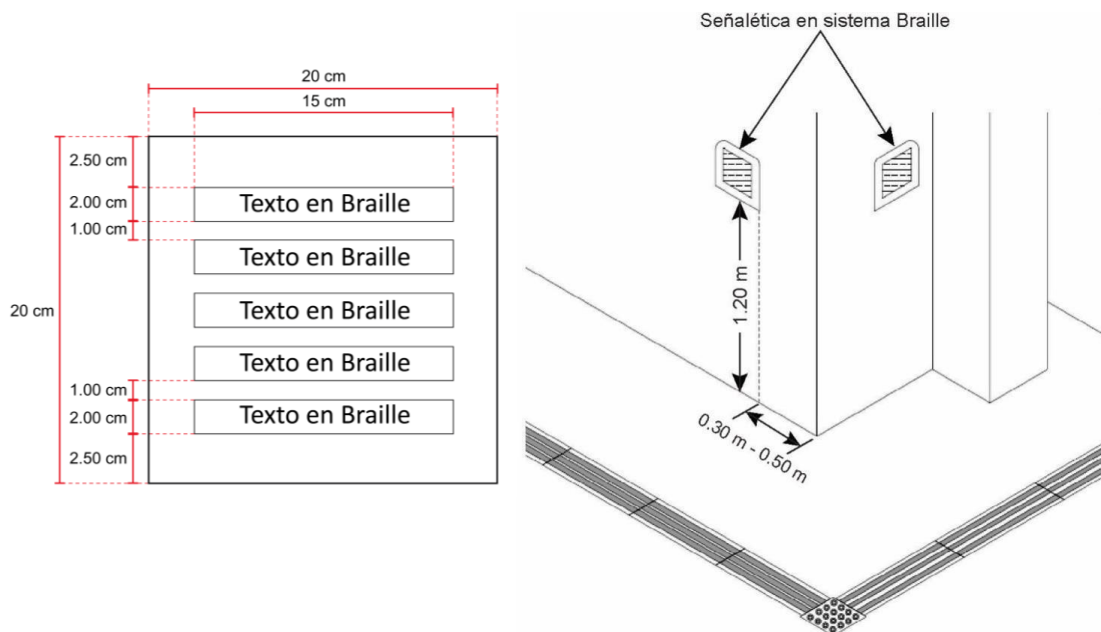 20 cm
15 cm
2.50 cm
2.00 cm
1.00 cm
20 cm
1.00 cm
2.00 cm
2.50 cm
Texto en Braille
Texto en Braille
Texto en Braille
Texto en Braille
Texto en Braille
Señalética en sistema Braille
1.20 m
0.30 m - 0.50 m